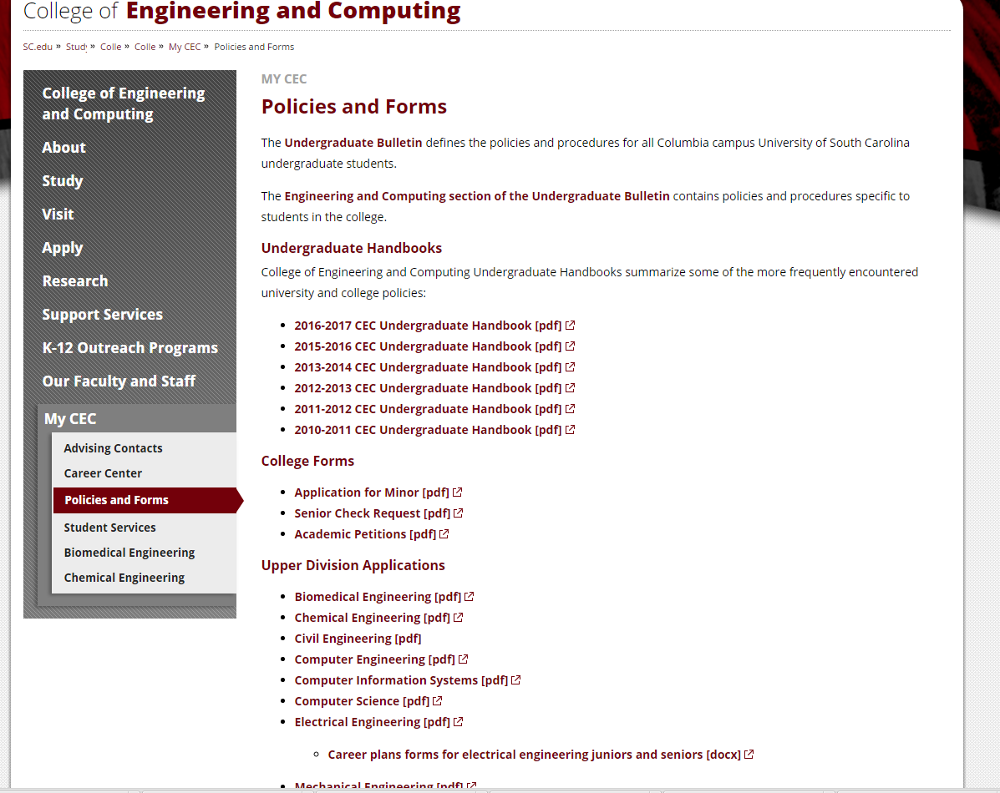 College of Engineering and Computing
SC.edu » Stud » Colle » Colle » My CEC » Policies and Forms
College of Engineering
and Computing
About
Study
Visit
Apply
Research
Support Services
K-12 Outreach Programs
Our Faculty and Staff
My CEC
Advising Contacts
Career Center
Policies and Forms
Student Services
Biomedical Engineering
Chemical Engineering
MY CEC
Policies and Forms
The Undergraduate Bulletin defines the policies and procedures for all Columbia campus University of South Carolina
undergraduate students.
The Engineering and Computing section of the Undergraduate Bulletin contains policies and procedures specific to
students in the college.
Undergraduate Handbooks
College of Engineering and Computing Undergraduate Handbooks summarize some of the more frequently encountered
university and college policies:
2016-2017 CEC Undergraduate Handbook [pdf]
2015-2016 CEC Undergraduate Handbook [pdf]
2013-2014 CEC Undergraduate Handbook [pdf]
2012-2013 CEC Undergraduate Handbook [pdf]
2011-2012 CEC Undergraduate Handbook [pdf]
2010-2011 CEC Undergraduate Handbook [pdf]
College Forms
Application for Minor [pdf]
Senior Check Request [pdf]
Academic Petitions [pdf]
Upper Division Applications
Biomedical Engineering [pdf]
Chemical Engineering [pdf]
Civil Engineering [pdf]
Computer Engineering [pdf]
Computer Information Systems [pdf]
Computer Science [pdf]
Electrical Engineering [pdf]
Career plans forms for electrical engineering juniors and seniors [docx]
Mechanical Engineering [pdf]